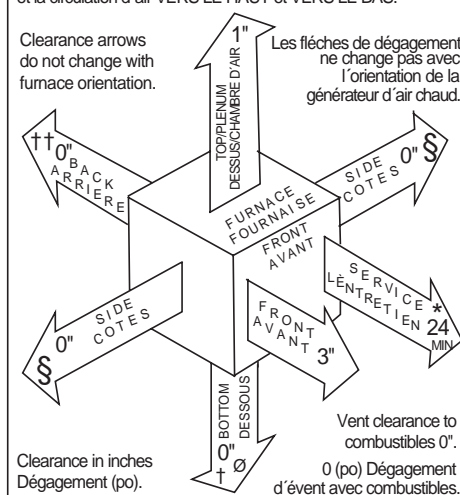 et la circulation d´air VERS LE HAUT et VERS LE BAS.
Clearance arrows
do not change with
furnace orientation.
1"
TOP/PLENUM
DESSUS/CHAMBRE D´AIR
Les fléches de dégagement
ne change pas avec
l´orientation de la
générateur d´air chaud.
††0"
BACK
ARRIERE
SIDE
COTES
0" §
FURNACE
FOURNAISE
FRONT
AVANT
SERVICE
LÈNTRETIEN
*
24
MIN
§ 0"
SIDE
COTES
FRONT
AVANT
3"
BOTTOM
DESSOUS
0"
† Ø
Vent clearance to
combustibles 0".
Clearance in inches
Dégagement (po).
0 (po) Dégagement
d´évent avec combustibles.